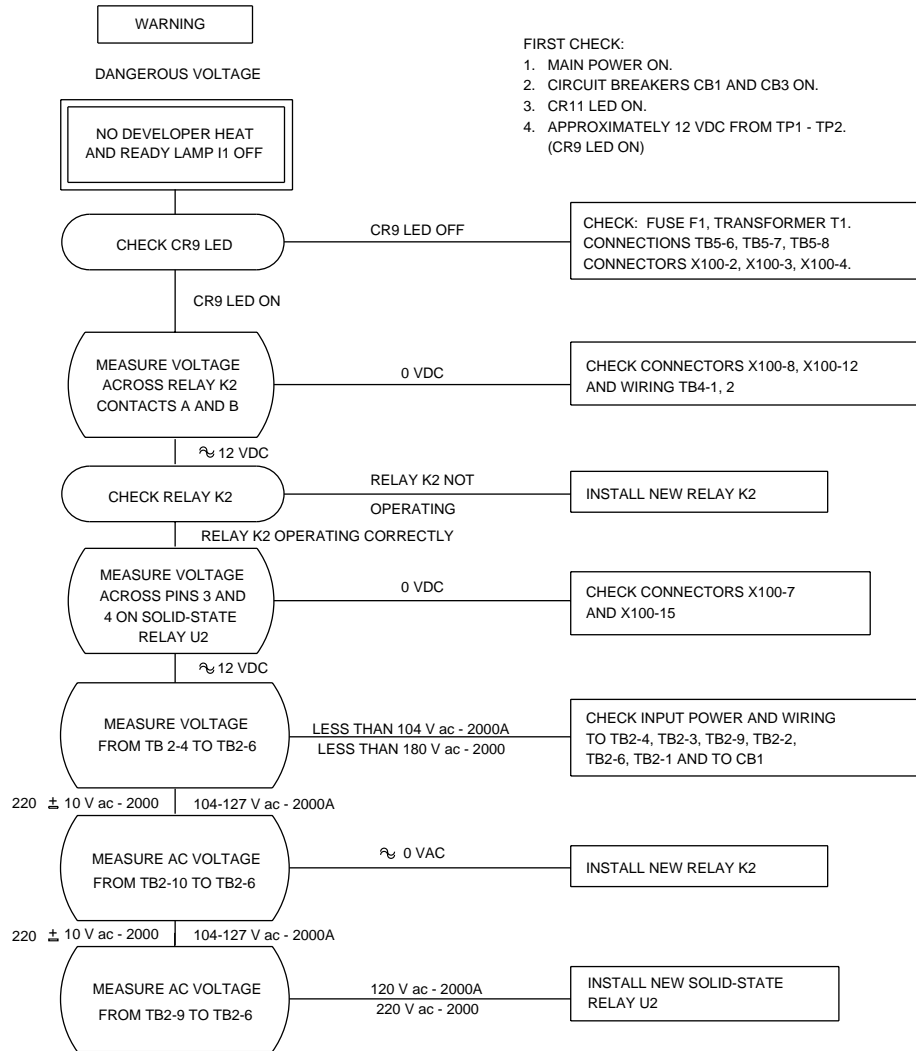 WARNING
DANGEROUS VOLTAGE
FIRST CHECK:
1. MAIN POWER ON.
2. CIRCUIT BREAKERS CB1 AND CB3 ON.
3. CR11 LED ON.
4. APPROXIMATELY 12 VDC FROM TP1 - TP2.
(CR9 LED ON)
NO DEVELOPER HEAT
AND READY LAMP I1 OFF
CHECK CR9 LED
CR9 LED OFF
CHECK: FUSE F1, TRANSFORMER T1.
CONNECTIONS TB5-6, TB5-7, TB5-8
CONNECTORS X100-2, X100-3, X100-4.
CR9 LED ON
MEASURE VOLTAGE
ACROSS RELAY K2
CONTACTS A AND B
0 VDC
CHECK CONNECTORS X100-8, X100-12
AND WIRING TB4-1, 2
≈ 12 VDC
CHECK RELAY K2
RELAY K2 NOT
OPERATING
INSTALL NEW RELAY K2
RELAY K2 OPERATING CORRECTLY
MEASURE VOLTAGE
ACROSS PINS 3 AND
4 ON SOLID-STATE
RELAY U2
0 VDC
CHECK CONNECTORS X100-7
AND X100-15
≈ 12 VDC
MEASURE VOLTAGE
FROM TB 2-4 TO TB2-6
LESS THAN 104 V ac - 2000A
LESS THAN 180 V ac - 2000
CHECK INPUT POWER AND WIRING
TO TB2-4, TB2-3, TB2-9, TB2-2,
TB2-6, TB2-1 AND TO CB1
220 ± 10 V ac - 2000
104-127 V ac - 2000A
MEASURE AC VOLTAGE
FROM TB2-10 TO TB2-6
≈ 0 VAC
INSTALL NEW RELAY K2
220 ± 10 V ac - 2000
104-127 V ac - 2000A
MEASURE AC VOLTAGE
FROM TB2-9 TO TB2-6
120 V ac - 2000A
220 V ac - 2000
INSTALL NEW SOLID-STATE
RELAY U2